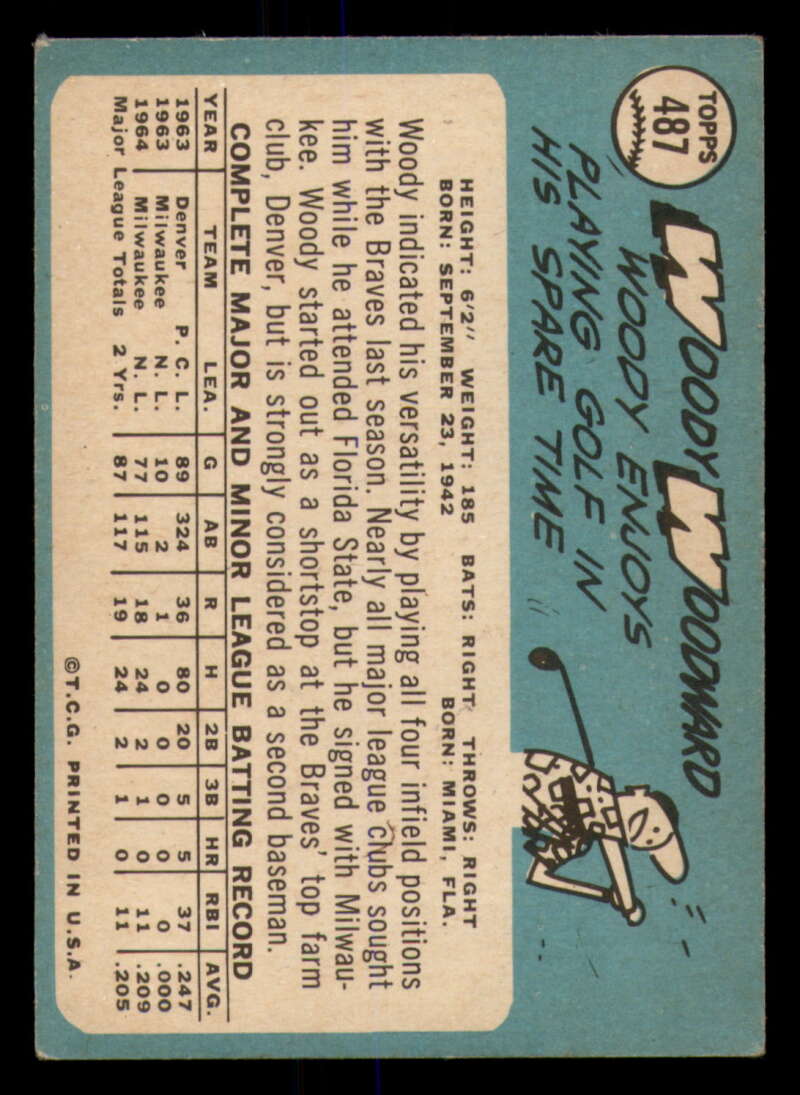 TOPPS
487
WOODY WOODWARD
WOODY ENJOYS
PLAYING GOLF IN
HIS SPARE TIME
HEIGHT: 6'2" WEIGHT: 185 BATS: RIGHT THROWS: RIGHT
BORN: SEPTEMBER 23, 1942 BORN: MIAMI, FLA.
Woody indicated his versatility by playing all four infield positions
with the Braves last season. Nearly all major league clubs sought
him while he attended Florida State, but he signed with Milwau-
kee. Woody started out as a shortstop at the Braves' top farm
club, Denver, but is strongly considered as a second baseman.
COMPLETE MAJOR AND MINOR LEAGUE BATTING RECORD
YEAR TEAM LEA. G AB R H 2B 3B HR RBI AVG.
1963 Denver P. C. L. 89 324 36 80 20 5 5 37 .247
1963 Milwaukee N. L. 10 2 1 0 0 0 0 0 .000
1964 Milwaukee N. L. 77 115 18 24 2 1 0 11 .209
Major League Totals 2 Yrs. 87 117 19 24 2 1 0 11 .205
©T.C.G. PRINTED IN U.S.A.